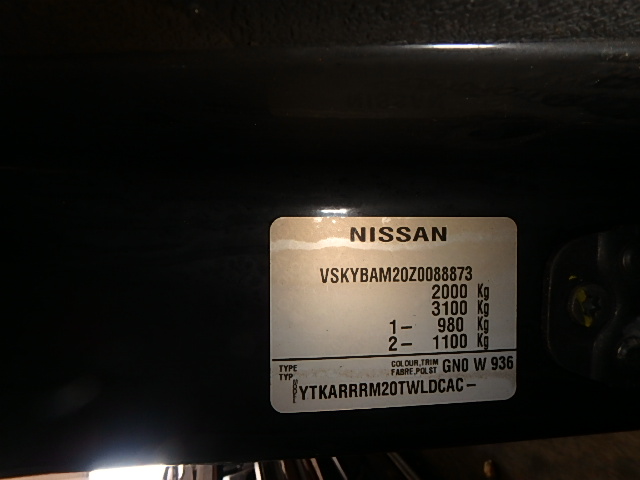 NISSAN
VSKYBAM20Z0088873
2000 Kg
3100 Kg
1- 980 Kg
2- 1100 Kg
TYPE COLOUR,TRIM GN0 W 936
TYP FABRE,POLST
YTKARRRM20TWLDCAC-